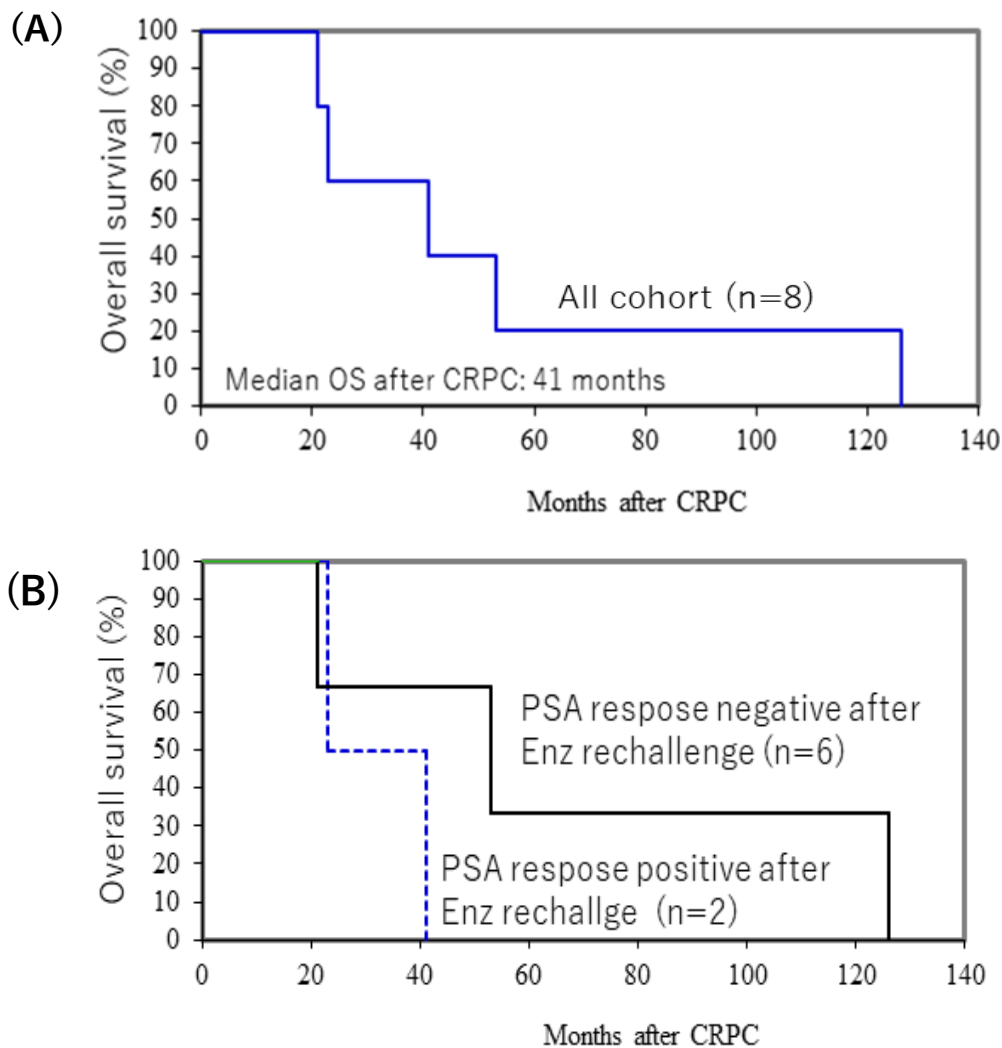 (A)
Overall survival (%)
100
90
80
70
60
50
40
30
20
10
0
All cohort (n=8)
Median OS after CRPC: 41 months
0 20 40 60 80 100 120 140
Months after CRPC
(B)
Overall survival (%)
100
90
80
70
60
50
40
30
20
10
0
PSA respose negative after
Enz rechallenge (n=6)
PSA respose positive after
Enz rechallge (n=2)
0 20 40 60 80 100 120 140
Months after CRPC